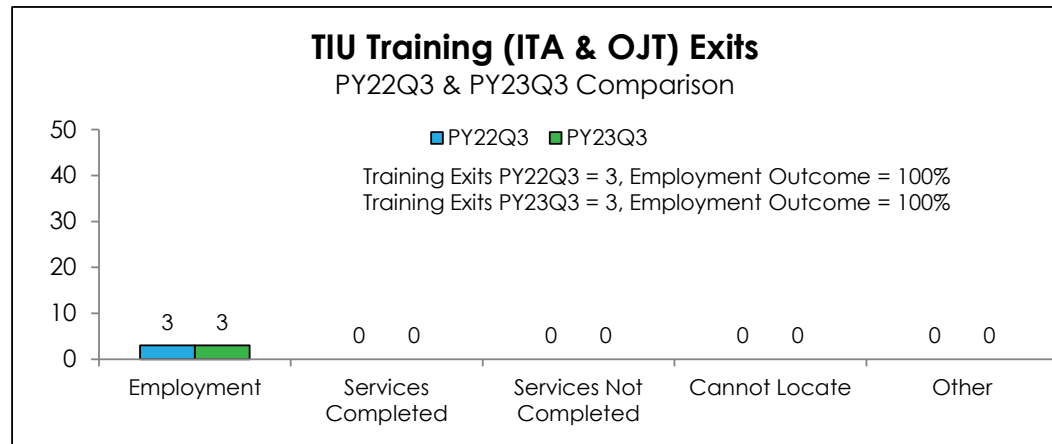 TIU Training (ITA & OJT) Exits
PY22Q3 & PY23Q3 Comparison
PY22Q3 PY23Q3
Training Exits PY22Q3 = 3, Employment Outcome = 100%
Training Exits PY23Q3 = 3, Employment Outcome = 100%
50
40
30
20
10
0
3 3
0 0
0 0
0 0
0 0
Employment
Services
Completed
Services Not
Completed
Cannot Locate
Other